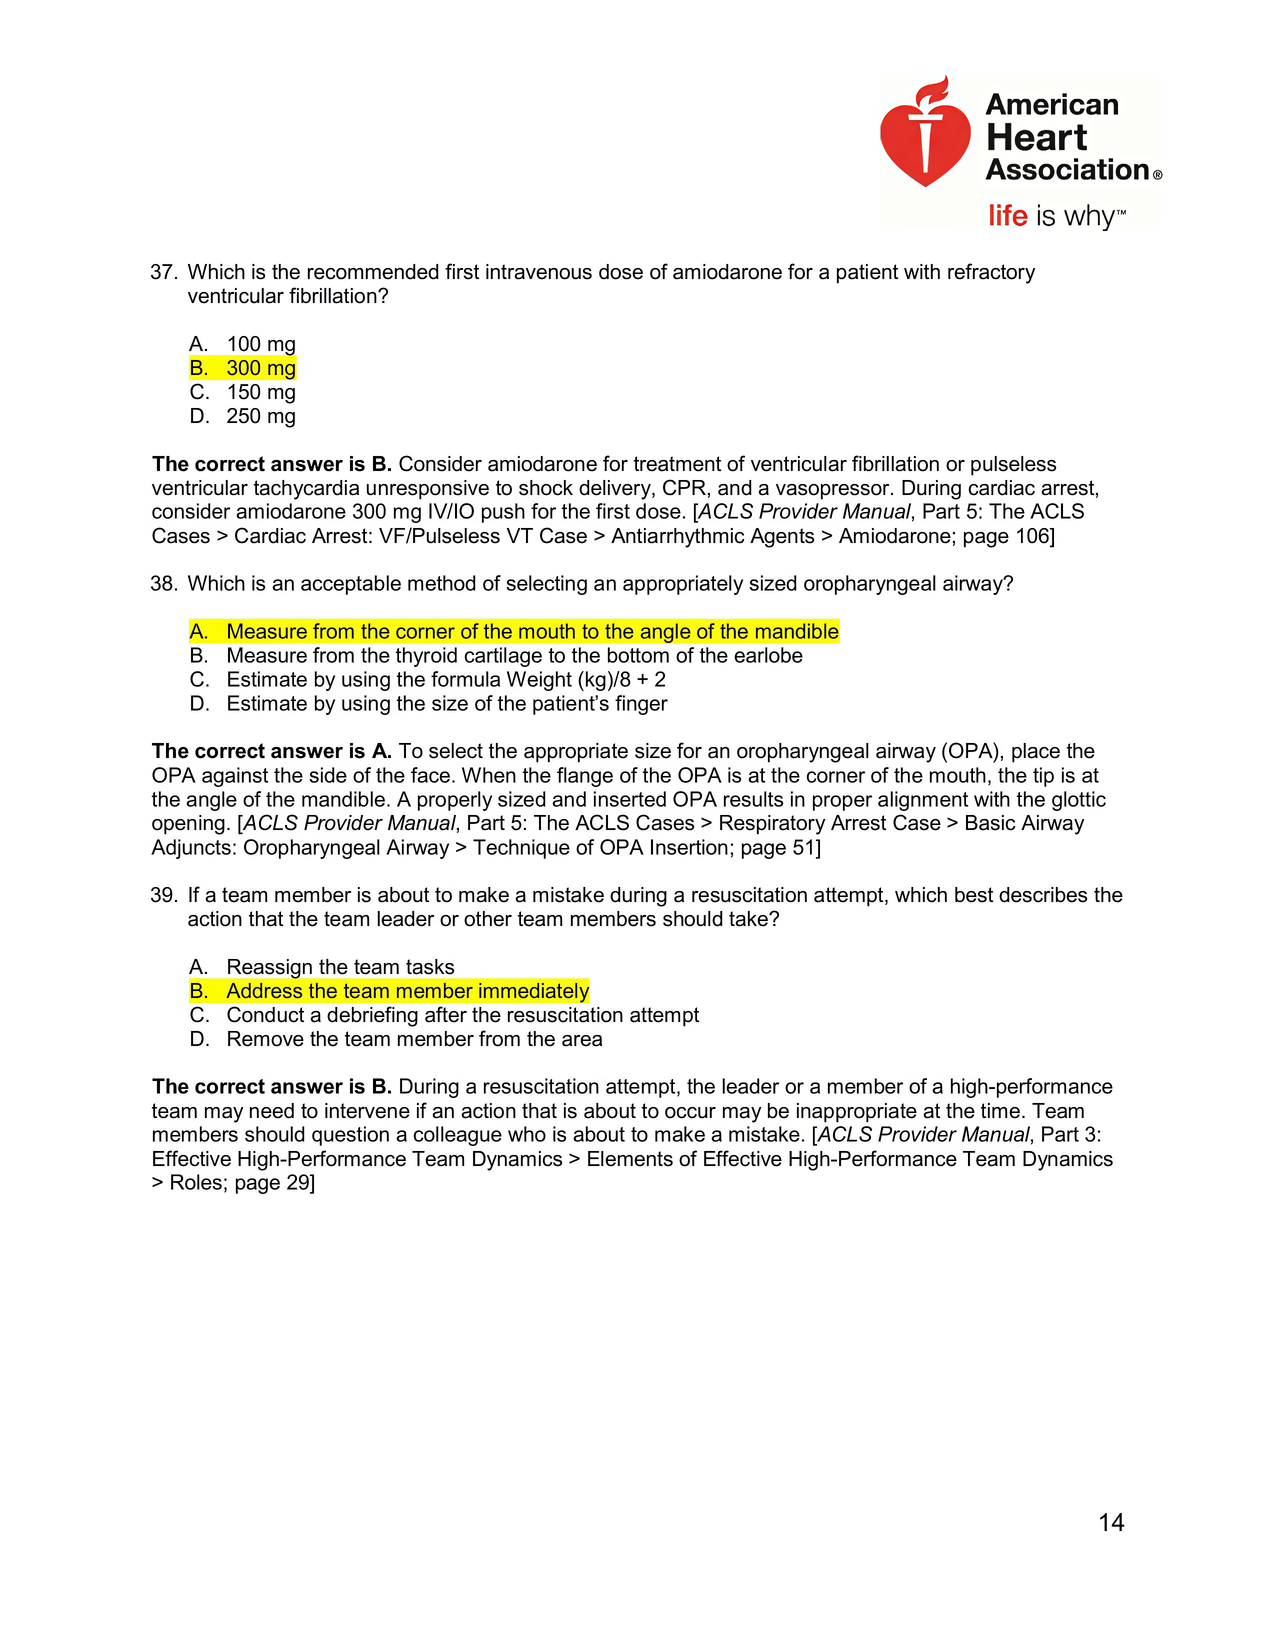 American
Heart
Association®
life is why™
37. Which is the recommended first intravenous dose of amiodarone for a patient with refractory
ventricular fibrillation?
A. 100 mg
B. 300 mg
C. 150 mg
D. 250 mg
The correct answer is B. Consider amiodarone for treatment of ventricular fibrillation or pulseless
ventricular tachycardia unresponsive to shock delivery, CPR, and a vasopressor. During cardiac arrest,
consider amiodarone 300 mg IV/IO push for the first dose. [ACLS Provider Manual, Part 5: The ACLS
Cases > Cardiac Arrest: VF/Pulseless VT Case > Antiarrhythmic Agents > Amiodarone; page 106]
38. Which is an acceptable method of selecting an appropriately sized oropharyngeal airway?
A. Measure from the corner of the mouth to the angle of the mandible
B. Measure from the thyroid cartilage to the bottom of the earlobe
C. Estimate by using the formula Weight (kg)/8 + 2
D. Estimate by using the size of the patient’s finger
The correct answer is A. To select the appropriate size for an oropharyngeal airway (OPA), place the
OPA against the side of the face. When the flange of the OPA is at the corner of the mouth, the tip is at
the angle of the mandible. A properly sized and inserted OPA results in proper alignment with the glottic
opening. [ACLS Provider Manual, Part 5: The ACLS Cases > Respiratory Arrest Case > Basic Airway
Adjuncts: Oropharyngeal Airway > Technique of OPA Insertion; page 51]
39. If a team member is about to make a mistake during a resuscitation attempt, which best describes the
action that the team leader or other team members should take?
A. Reassign the team tasks
B. Address the team member immediately
C. Conduct a debriefing after the resuscitation attempt
D. Remove the team member from the area
The correct answer is B. During a resuscitation attempt, the leader or a member of a high-performance
team may need to intervene if an action that is about to occur may be inappropriate at the time. Team
members should question a colleague who is about to make a mistake. [ACLS Provider Manual, Part 3:
Effective High-Performance Team Dynamics > Elements of Effective High-Performance Team Dynamics
> Roles; page 29]
14